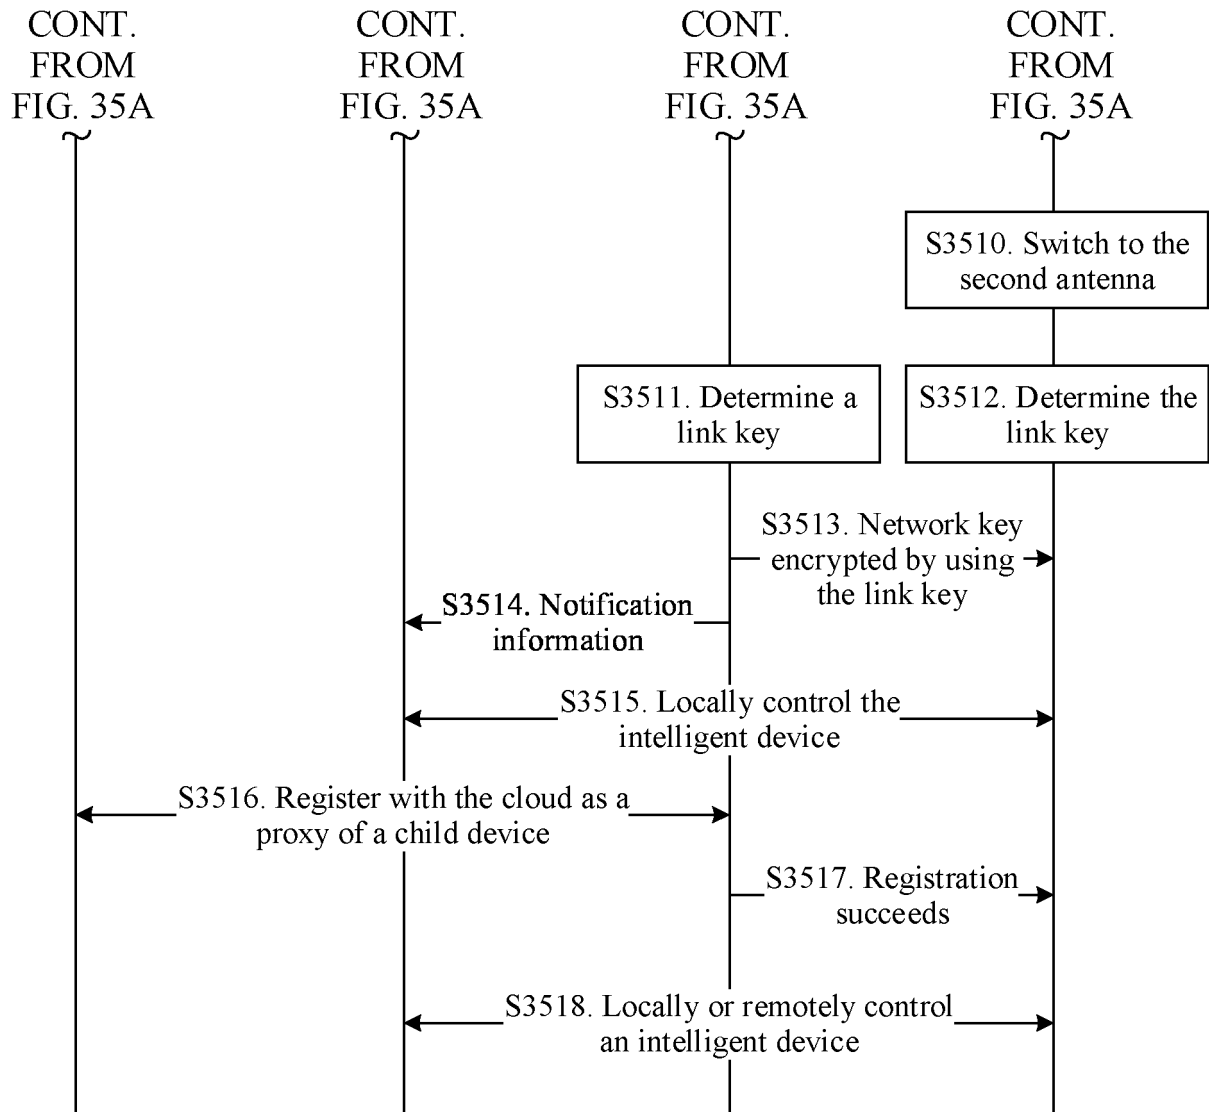 CONT.
FROM
FIG. 35A
CONT.
FROM
FIG. 35A
CONT.
FROM
FIG. 35A
CONT.
FROM
FIG. 35A
S3510. Switch to the
second antenna
S3511. Determine a
link key
S3512. Determine the
link key
S3513. Network key
encrypted by using
the link key
S3514. Notification
information
S3515. Locally control the
intelligent device
S3516. Register with the cloud as a
proxy of a child device
S3517. Registration
succeeds
S3518. Locally or remotely control
an intelligent device